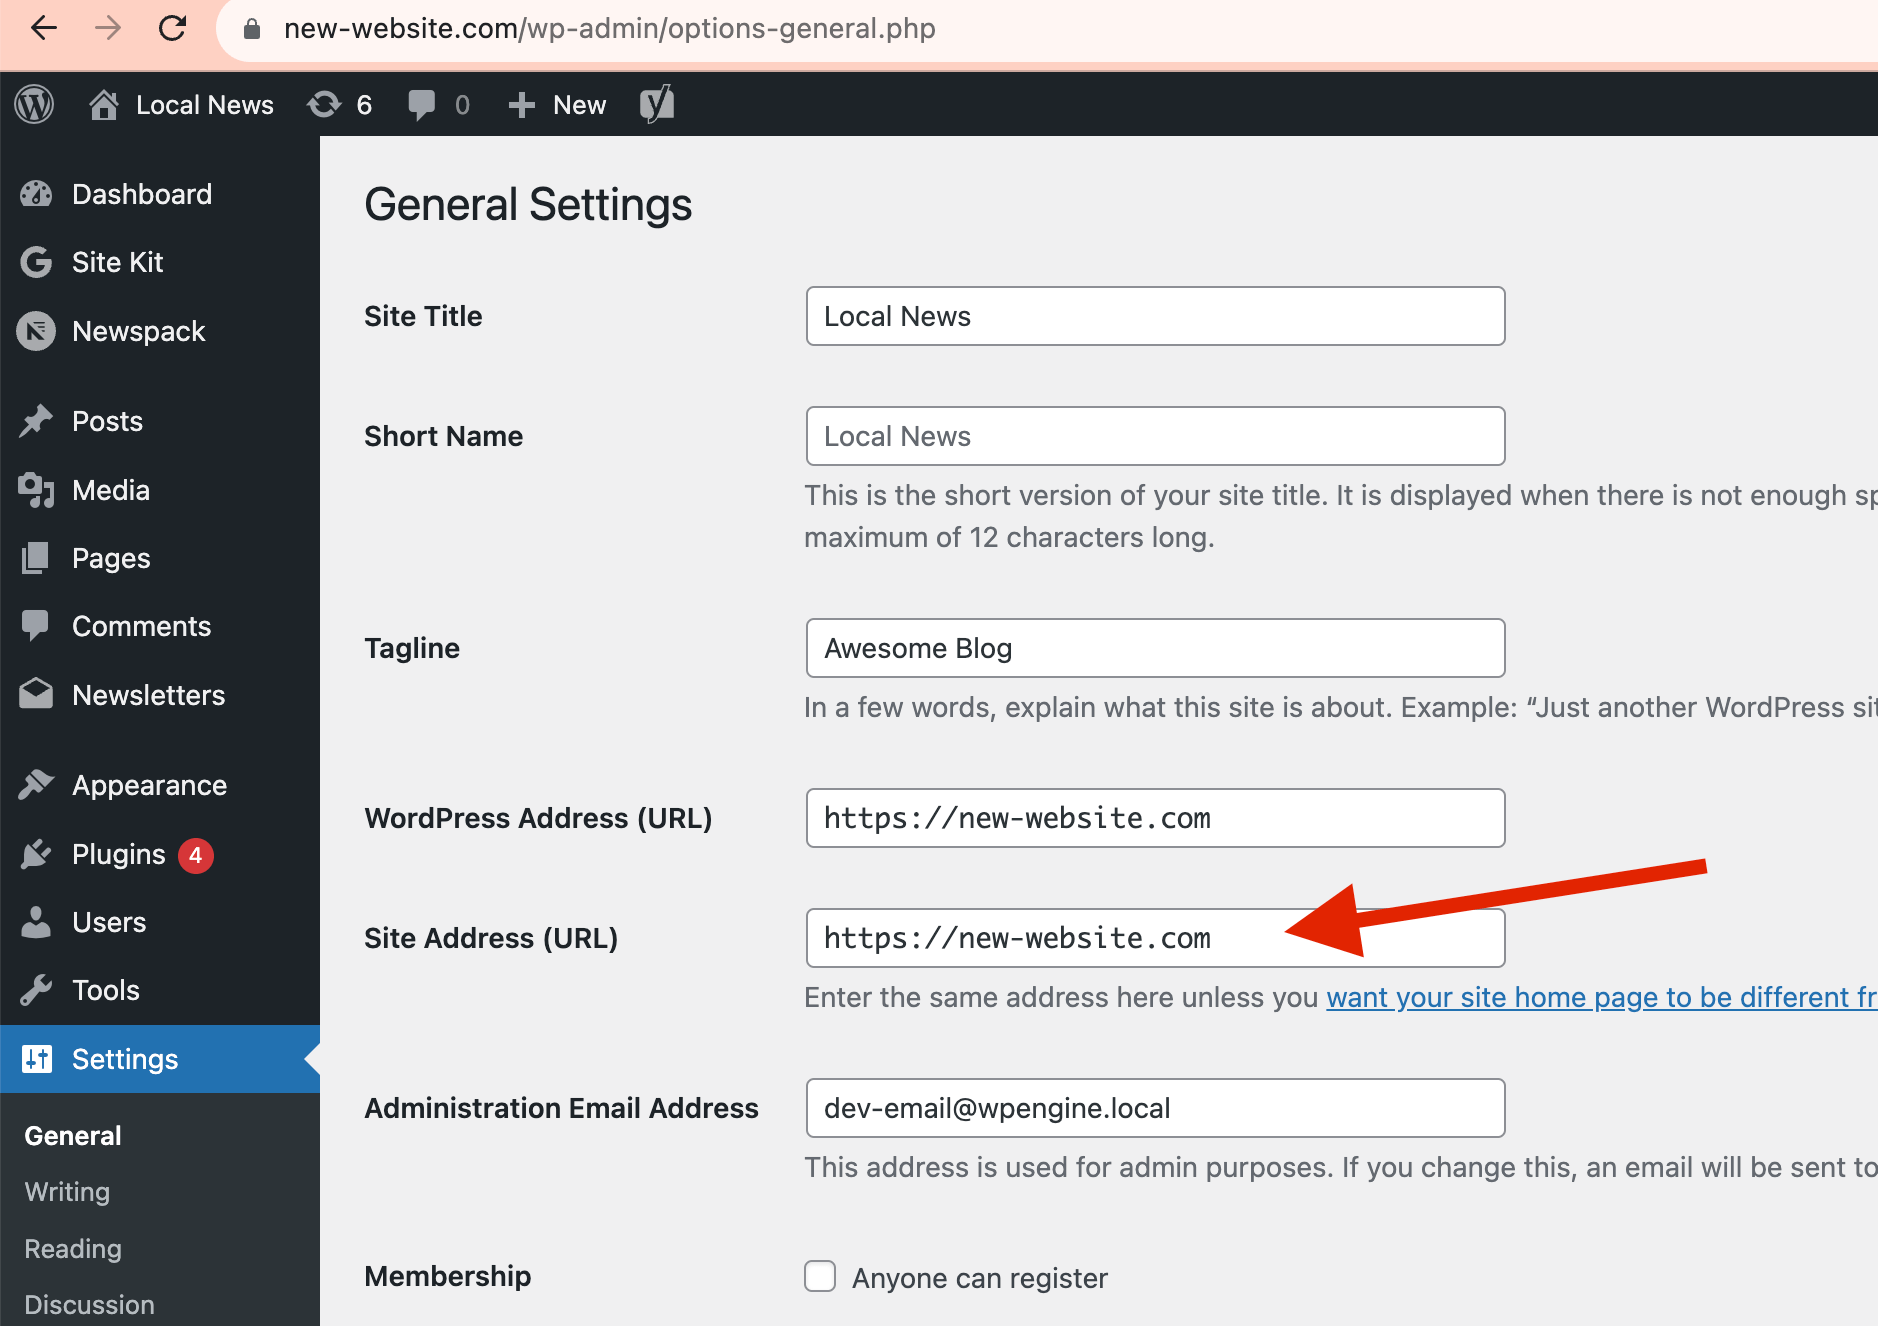 new-website.com/wp-admin/options-general.php
Local News 6 0 New
Dashboard
Site Kit
Newspack
Posts
Media
Pages
Comments
Newsletters
Appearance
Plugins 4
Users
Tools
Settings
General
Writing
Reading
Discussion
General Settings
Site Title
Local News
Short Name
Local News
This is the short version of your site title. It is displayed when there is not enough
maximum of 12 characters long.
Tagline
Awesome Blog
In a few words, explain what this site is about. Example: “Just another WordPress
WordPress Address (URL)
https://new-website.com
Site Address (URL)
https://new-website.com
Enter the same address here unless you want your site home page to be different
Administration Email Address
dev-email@wpengine.local
This address is used for admin purposes. If you change this, an email will be sent to
Membership
Anyone can register